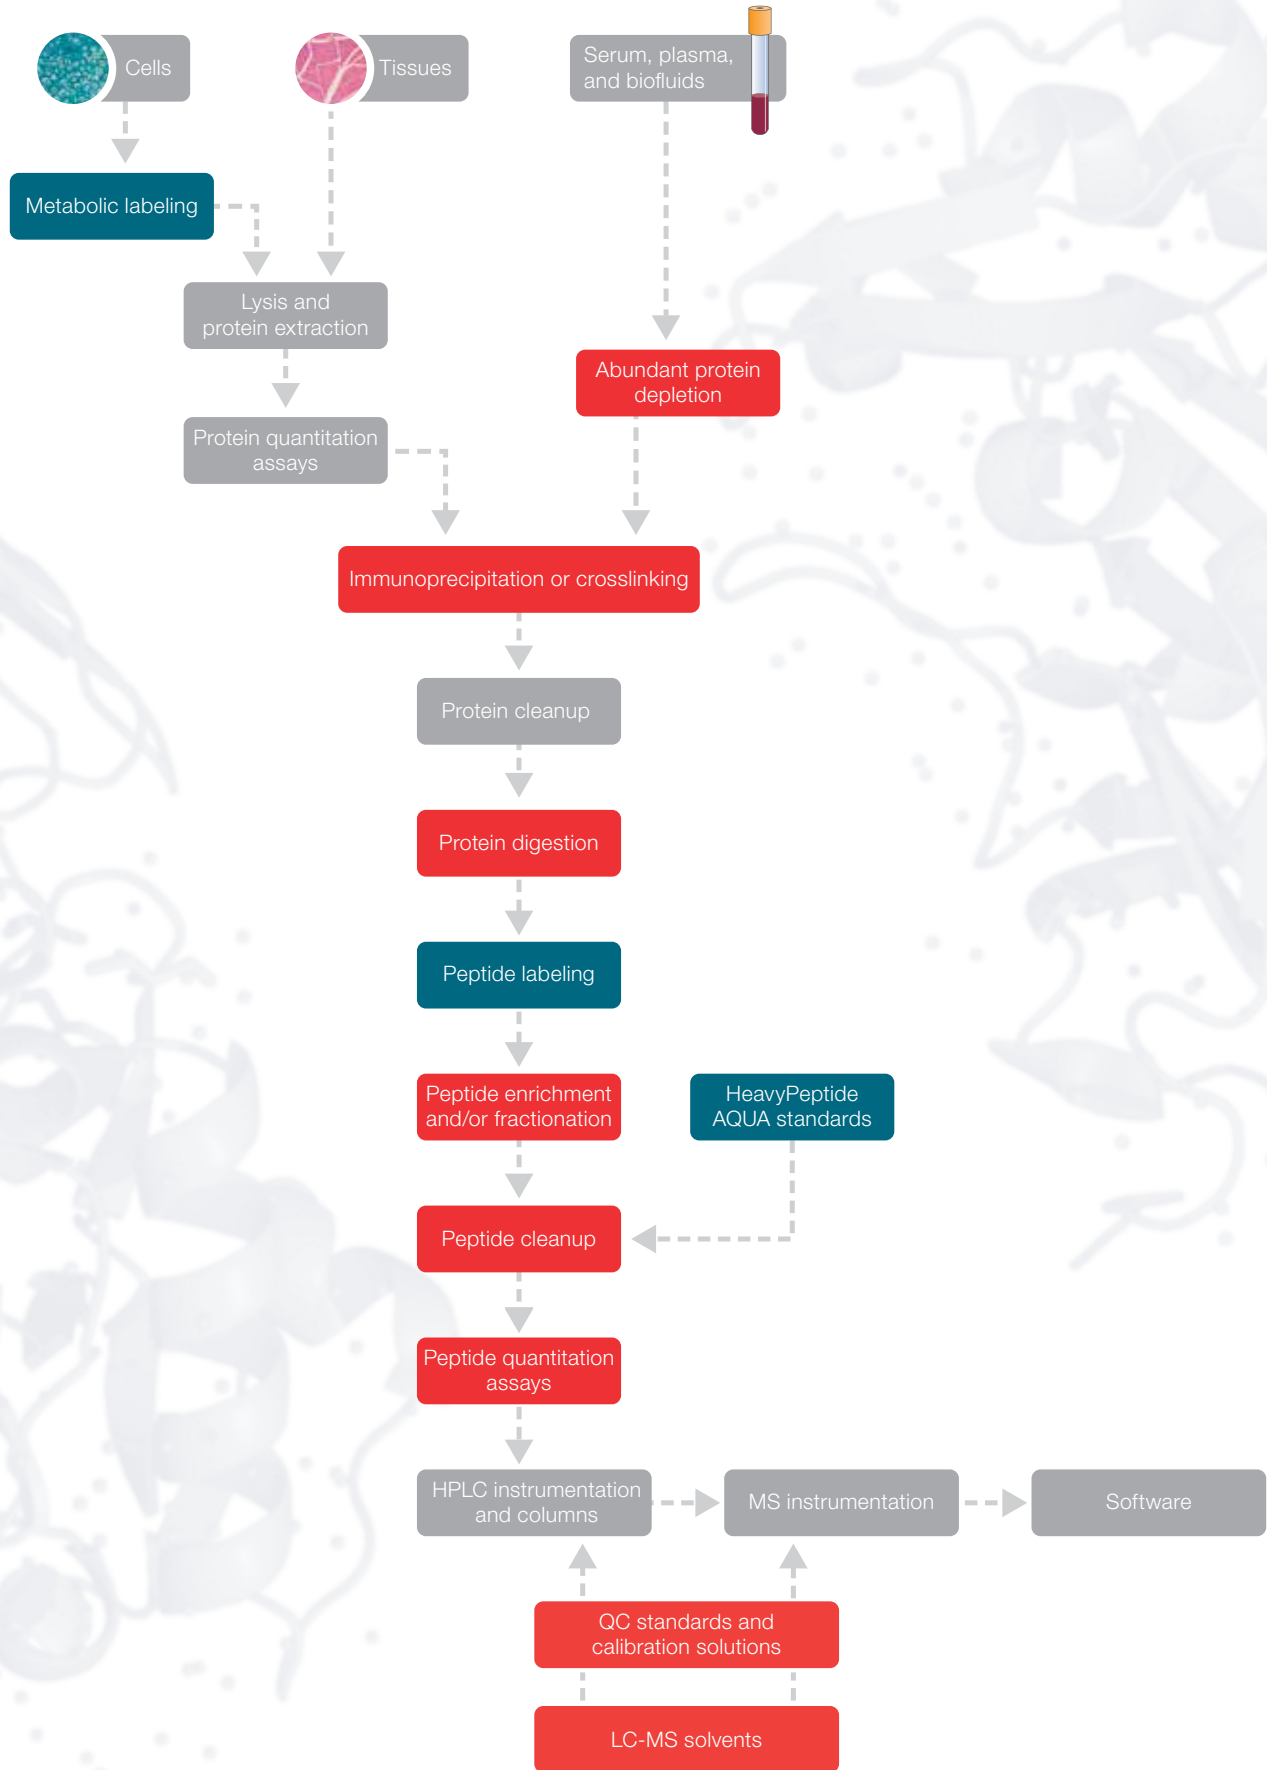 Cells
Tissues
Serum, plasma,
and biofluids
Metabolic labeling
Lysis and
protein extraction
Abundant protein
depletion
Protein quantitation
assays
Immunoprecipitation or crosslinking
Protein cleanup
Protein digestion
Peptide labeling
Peptide enrichment
and/or fractionation
HeavyPeptide
AQUA standards
Peptide cleanup
Peptide quantitation
assays
HPLC instrumentation
and columns
MS instrumentation
Software
QC standards and
calibration solutions
LC-MS solvents